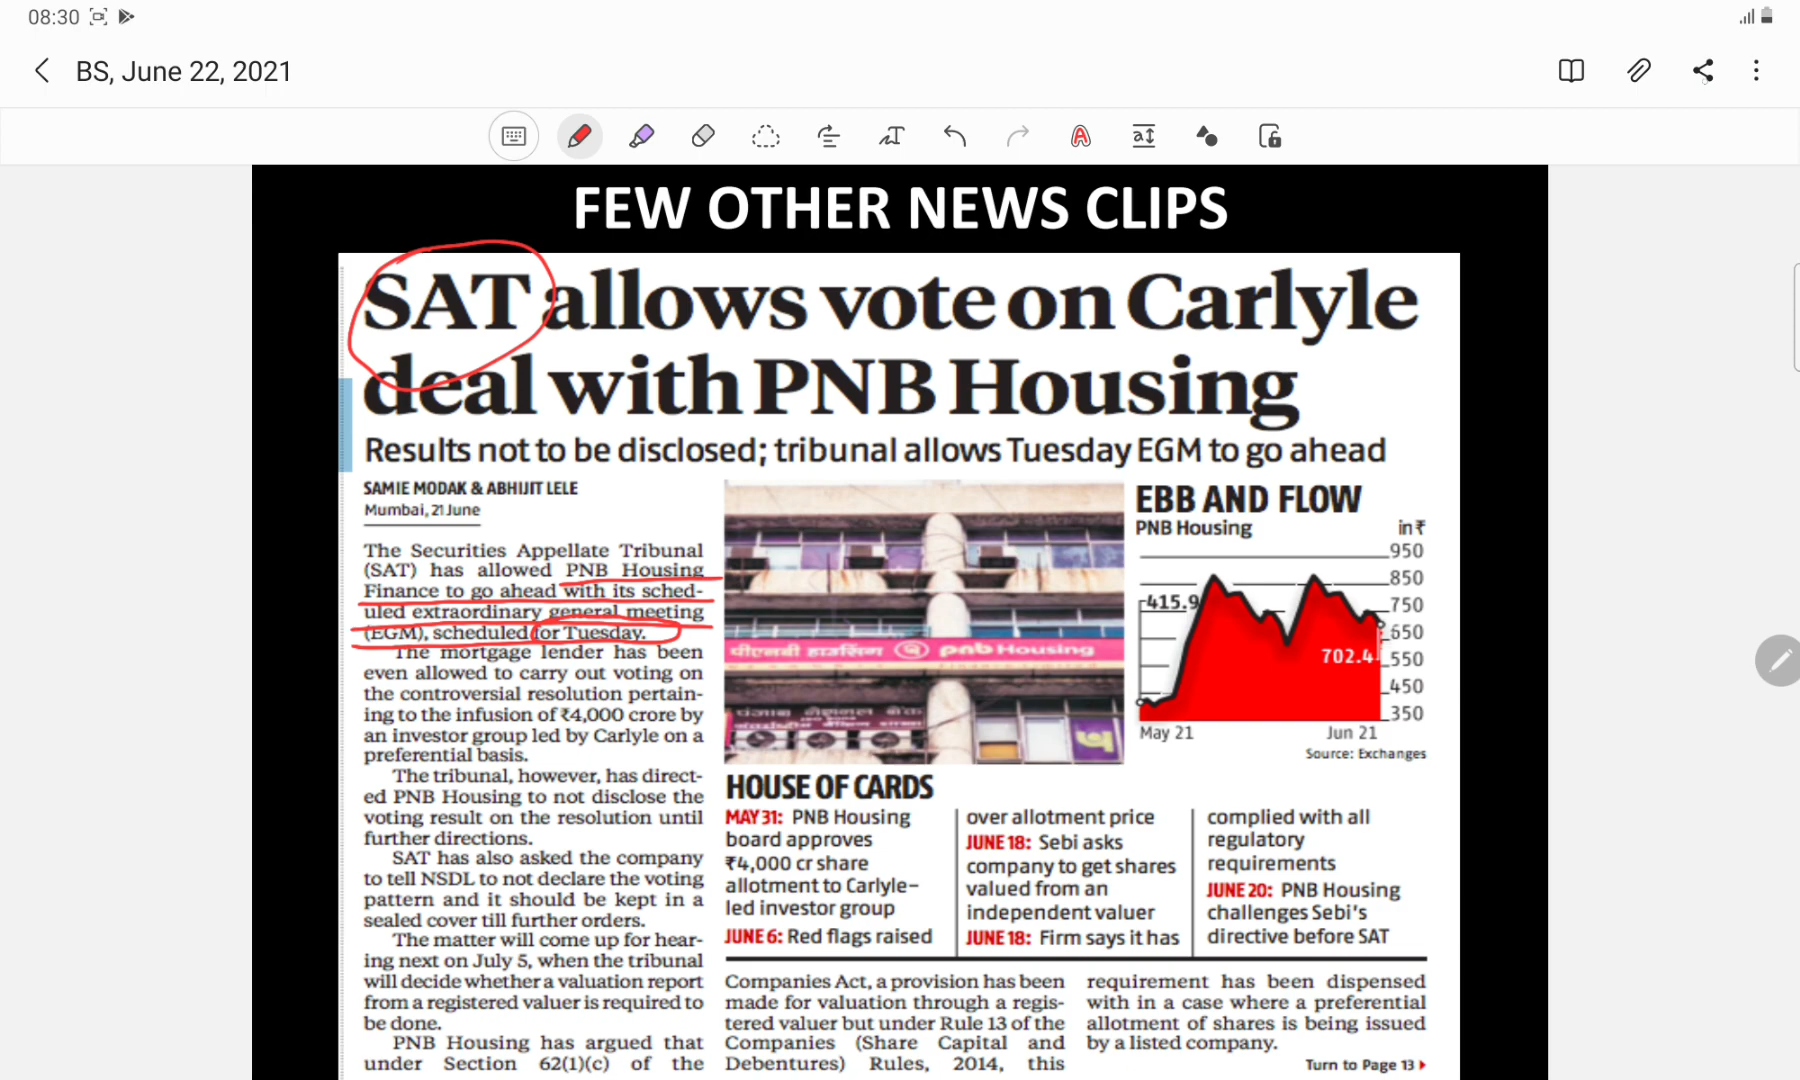 08:30
BS, June 22, 2021
FEW OTHER NEWS CLIPS
SAT allows vote on Carlyle
deal with PNB Housing
Results not to be disclosed; tribunal allows Tuesday EGM to go ahead
SAMIE MODAK & ABHIJIT LELE
Mumbai, 21 June
The Securities Appellate Tribunal
(SAT) has allowed PNB Housing
Finance to go ahead with its sched-
uled extraordinary general meeting
(EGM), scheduled for Tuesday.
The mortgage lender has been
even allowed to carry out voting on
the controversial resolution pertain-
ing to the infusion of ₹4,000 crore by
an investor group led by Carlyle on a
preferential basis.
The tribunal, however, has direct-
ed PNB Housing to not disclose the
voting result on the resolution until
further directions.
SAT has also asked the company
to tell NSDL to not declare the voting
pattern and it should be kept in a
sealed cover till further orders.
The matter will come up for hear-
ing next on July 5, when the tribunal
will decide whether a valuation report
from a registered valuer is required to
be done.
PNB Housing has argued that
under Section 62(1)(c) of the
पीएनबी हाउसिंग pnb Housing
EBB AND FLOW
PNB Housing in ₹
950
850
415.9 750
650
702.4 550
450
350
May 21 Jun 21
Source: Exchanges
HOUSE OF CARDS
MAY 31: PNB Housing
board approves
₹4,000 cr share
allotment to Carlyle-
led investor group
JUNE 6: Red flags raised
over allotment price
JUNE 18: Sebi asks
company to get shares
valued from an
independent valuer
JUNE 18: Firm says it has
complied with all
regulatory
requirements
JUNE 20: PNB Housing
challenges Sebi's
directive before SAT
Companies Act, a provision has been
made for valuation through a regis-
tered valuer but under Rule 13 of the
Companies (Share Capital and
Debentures) Rules, 2014, this
requirement has been dispensed
with in a case where a preferential
allotment of shares is being issued
by a listed company.
Turn to Page 13